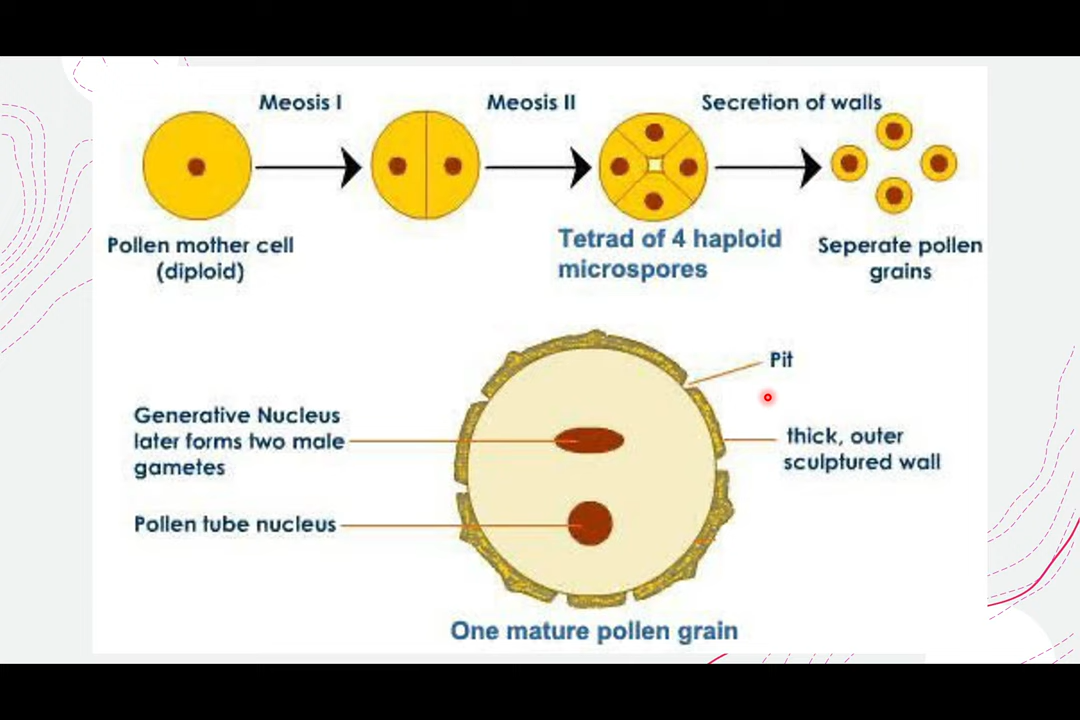 Meosis I
Meosis II
Secretion of walls
Pollen mother cell
(diploid)
Tetrad of 4 haploid
microspores
Seperate pollen
grains
Pit
Generative Nucleus
later forms two male
gametes
thick, outer
sculptured wall
Pollen tube nucleus
One mature pollen grain